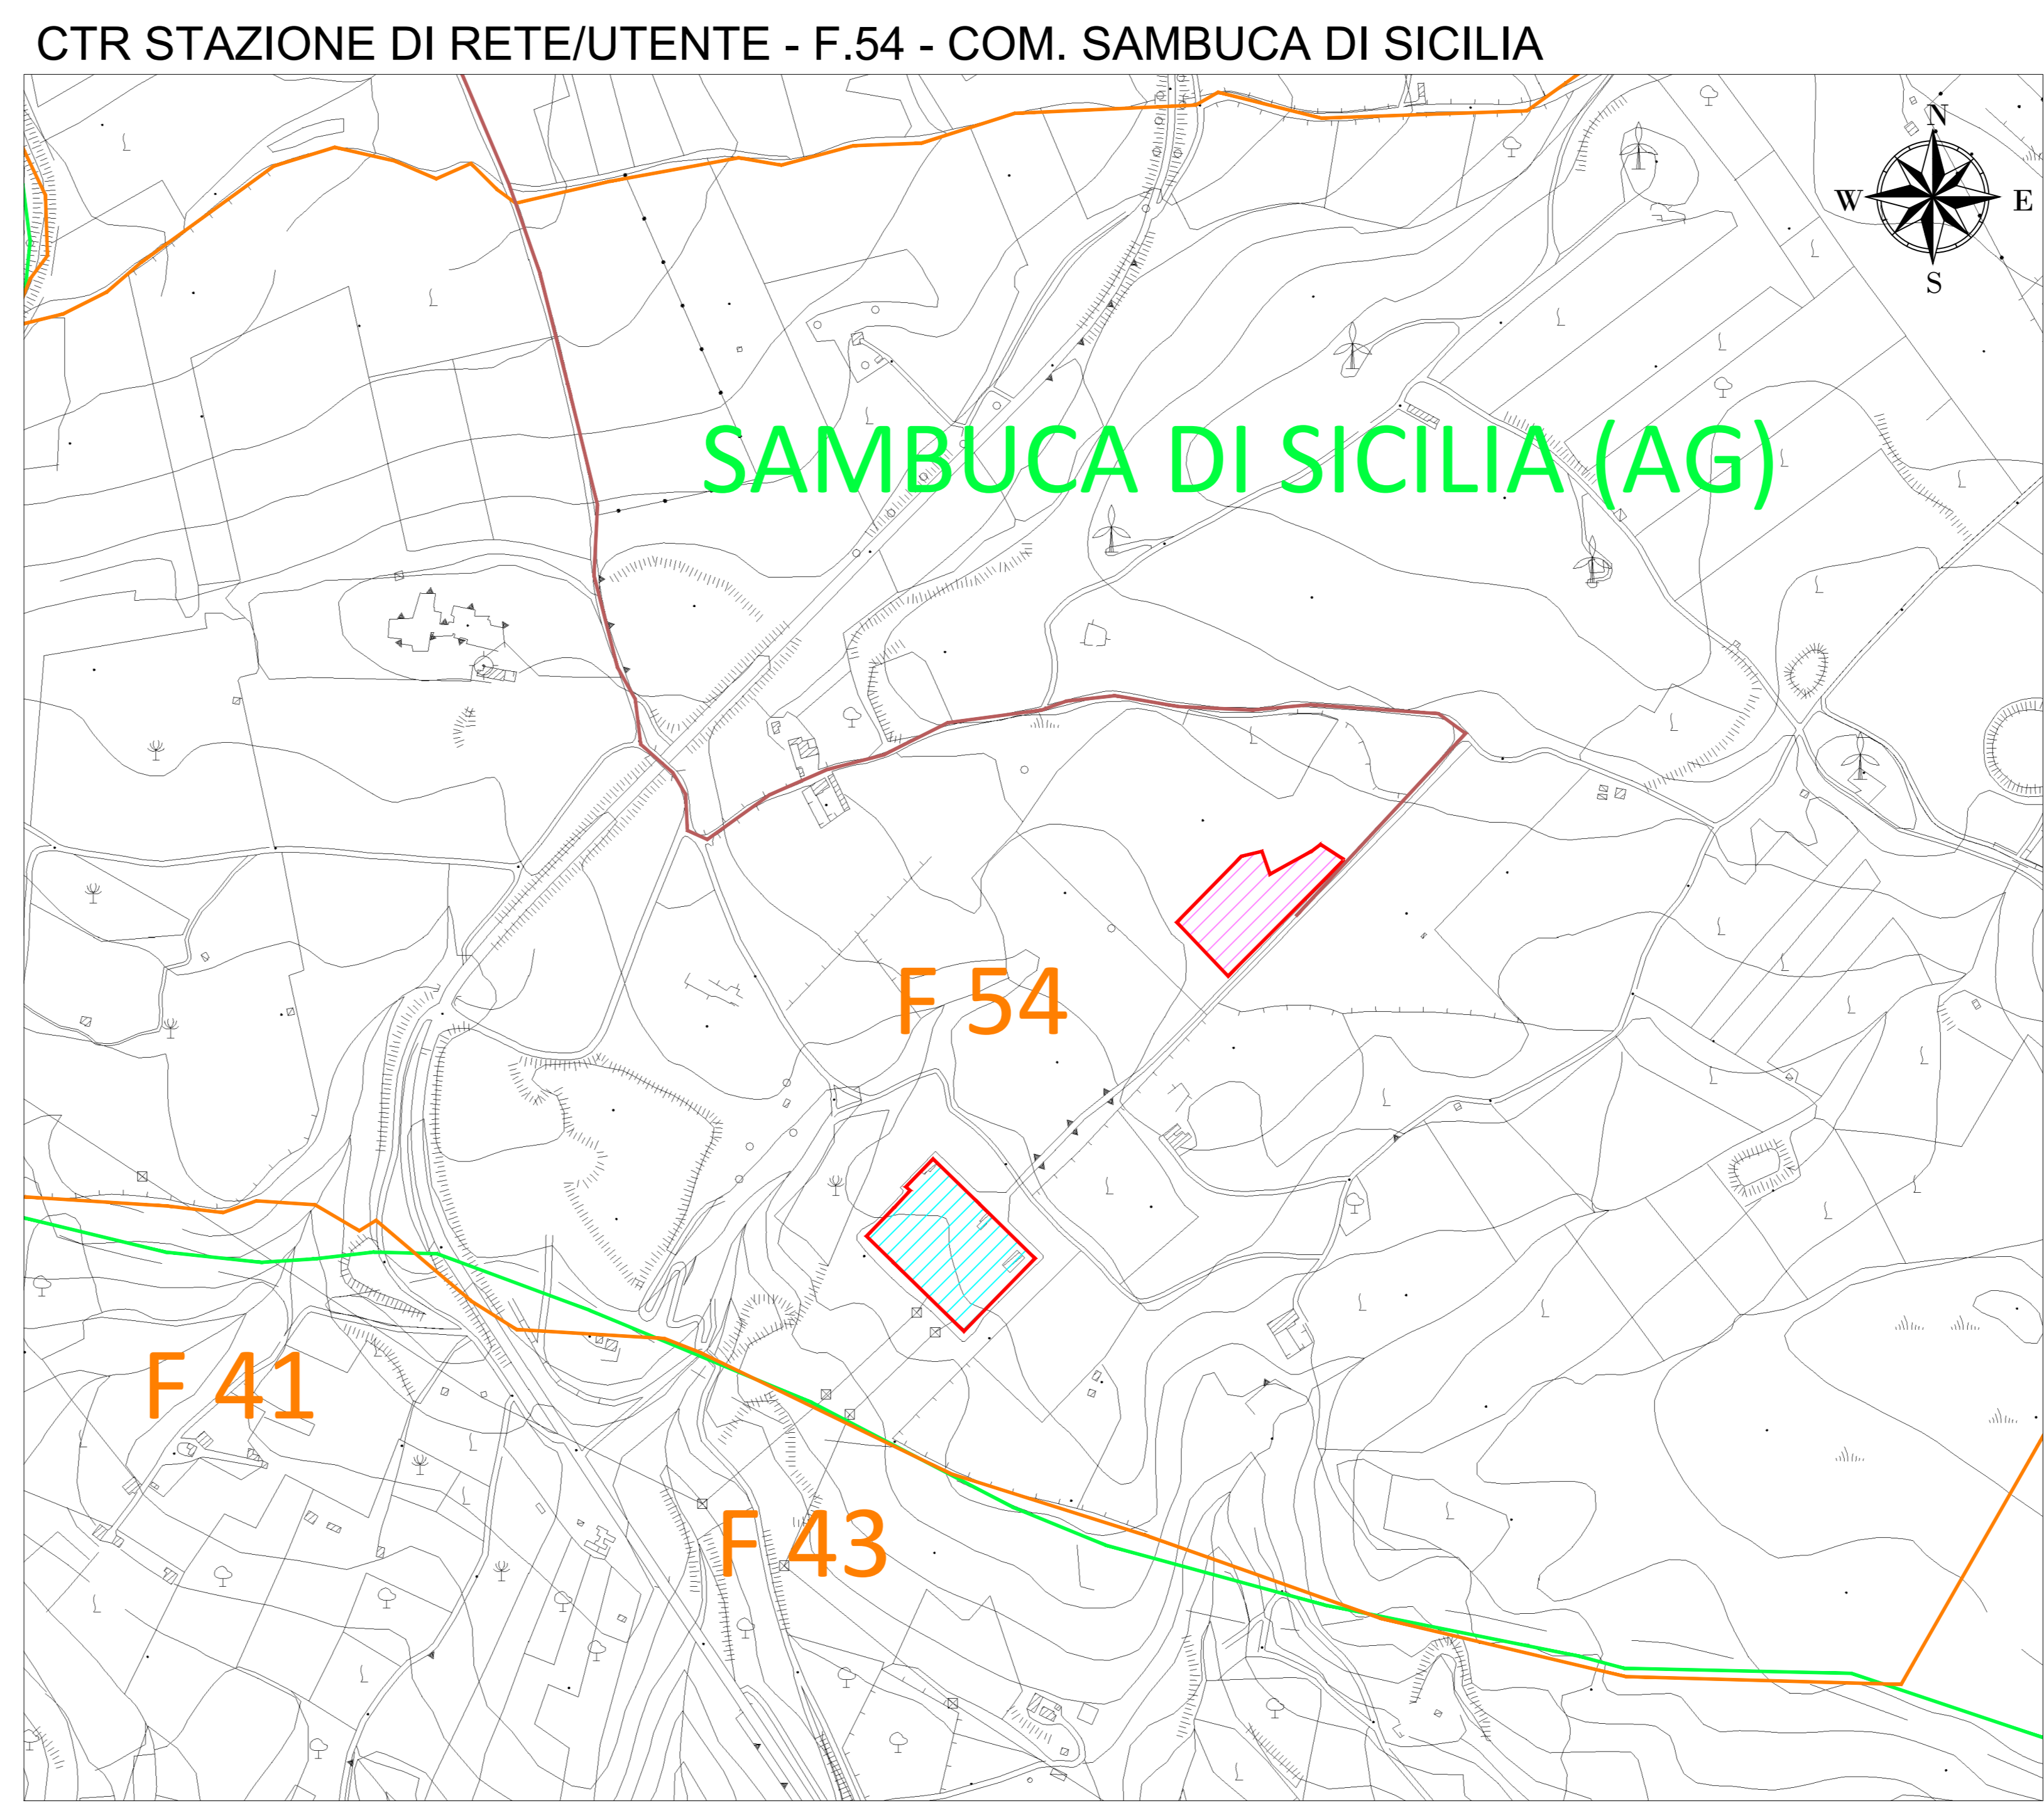 CTR STAZIONE DI RETE/UTENTE - F.54 - COM. SAMBUCA DI SICILIA
N
W E
S
SAMBUCA DI SICILIA (AG)
F 54
F 41
F 43